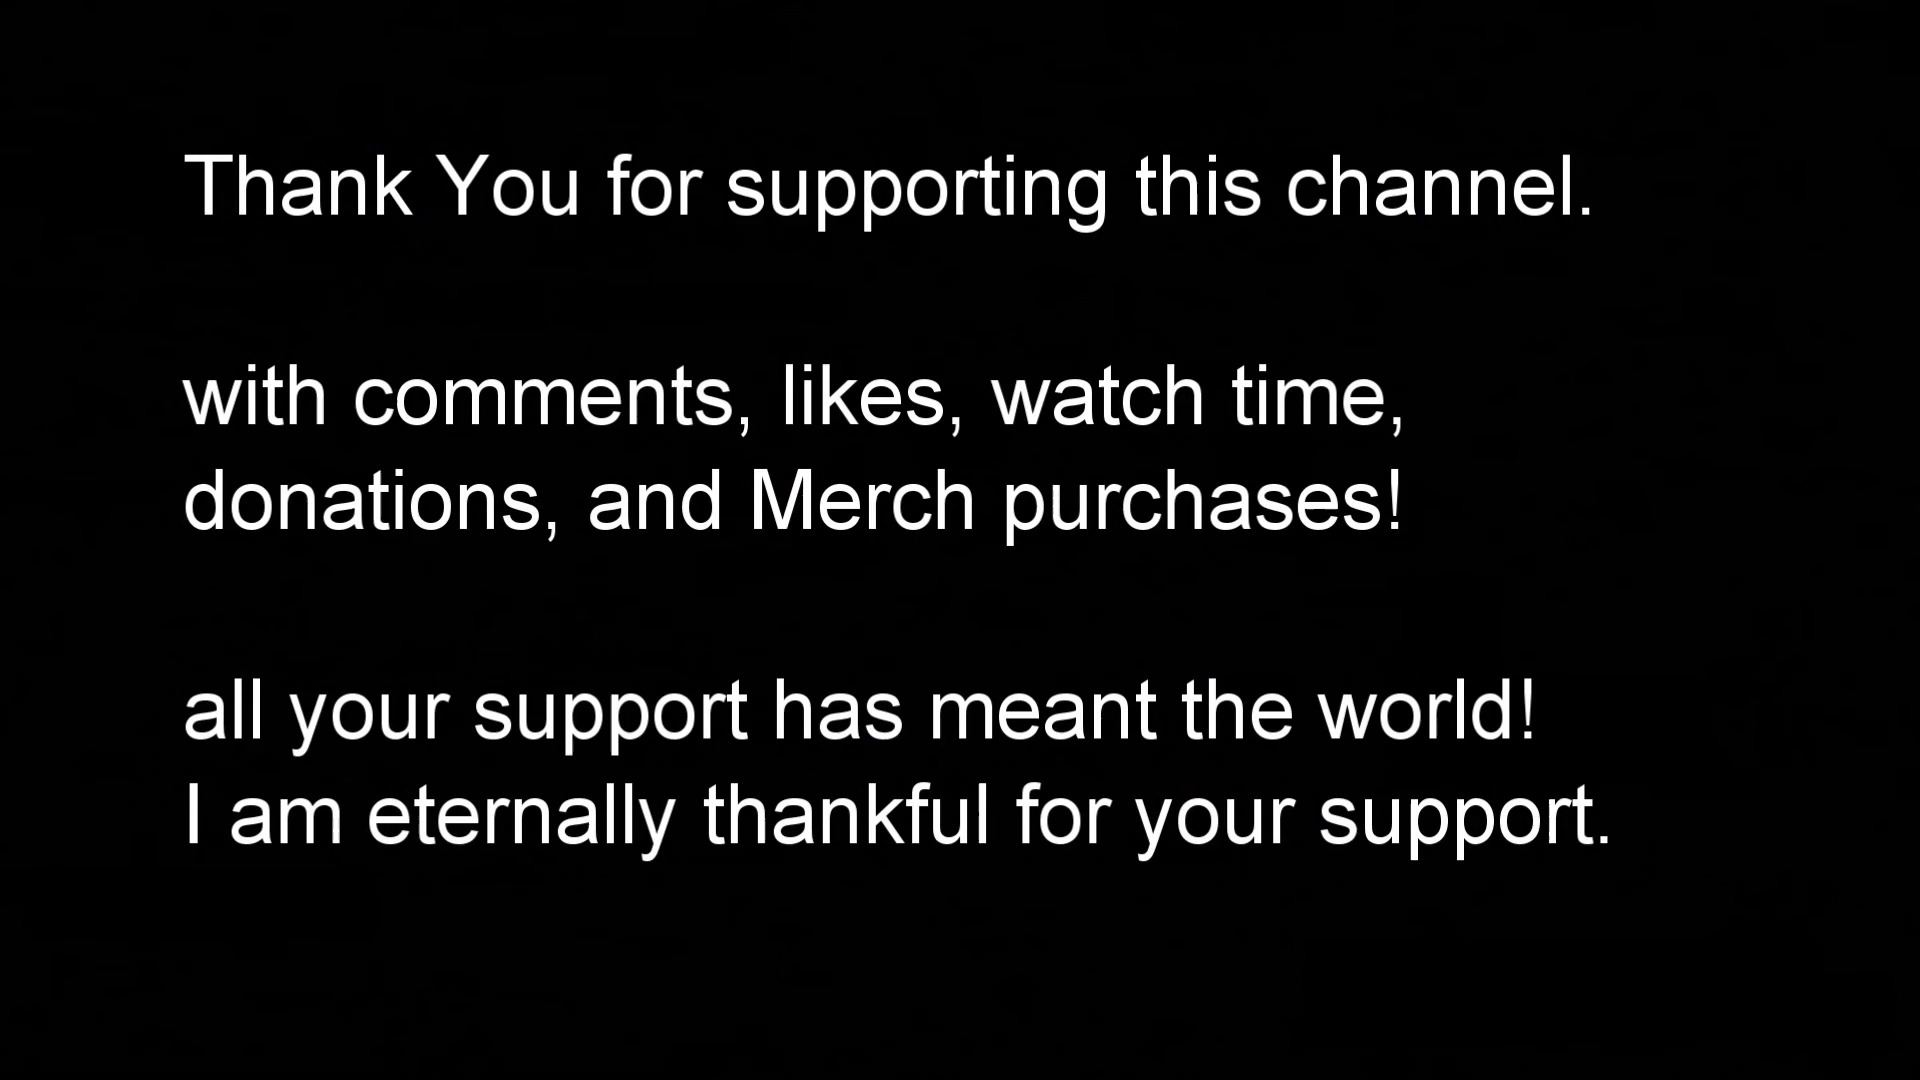 Thank You for supporting this channel.
with comments, likes, watch time,
donations, and Merch purchases!
all your support has meant the world!
I am eternally thankful for your support.